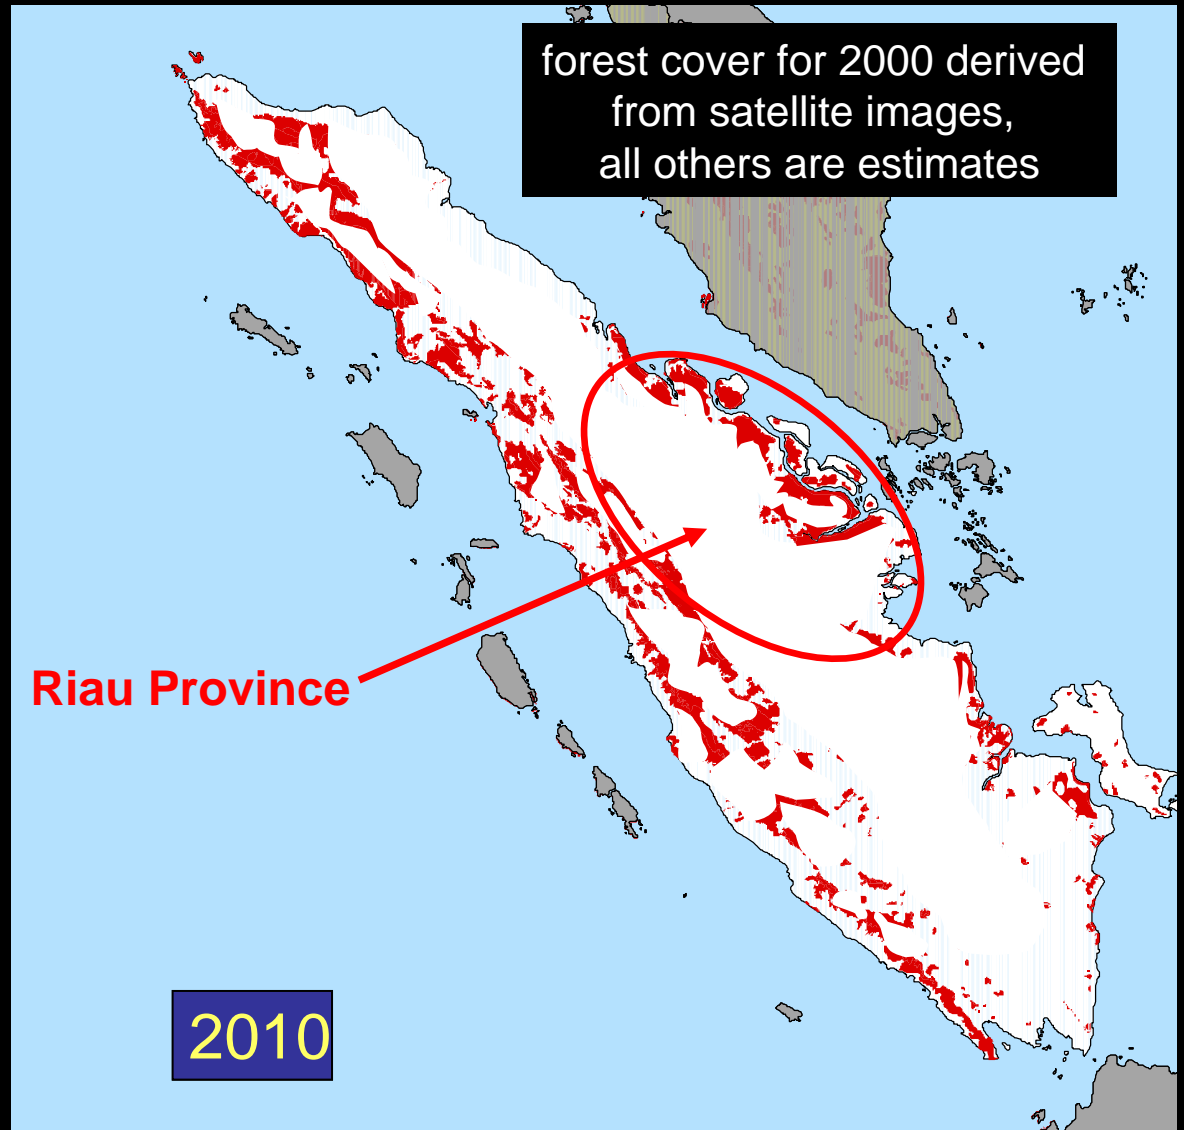 forest cover for 2000 derived
from satellite images,
all others are estimates
Riau Province
2010